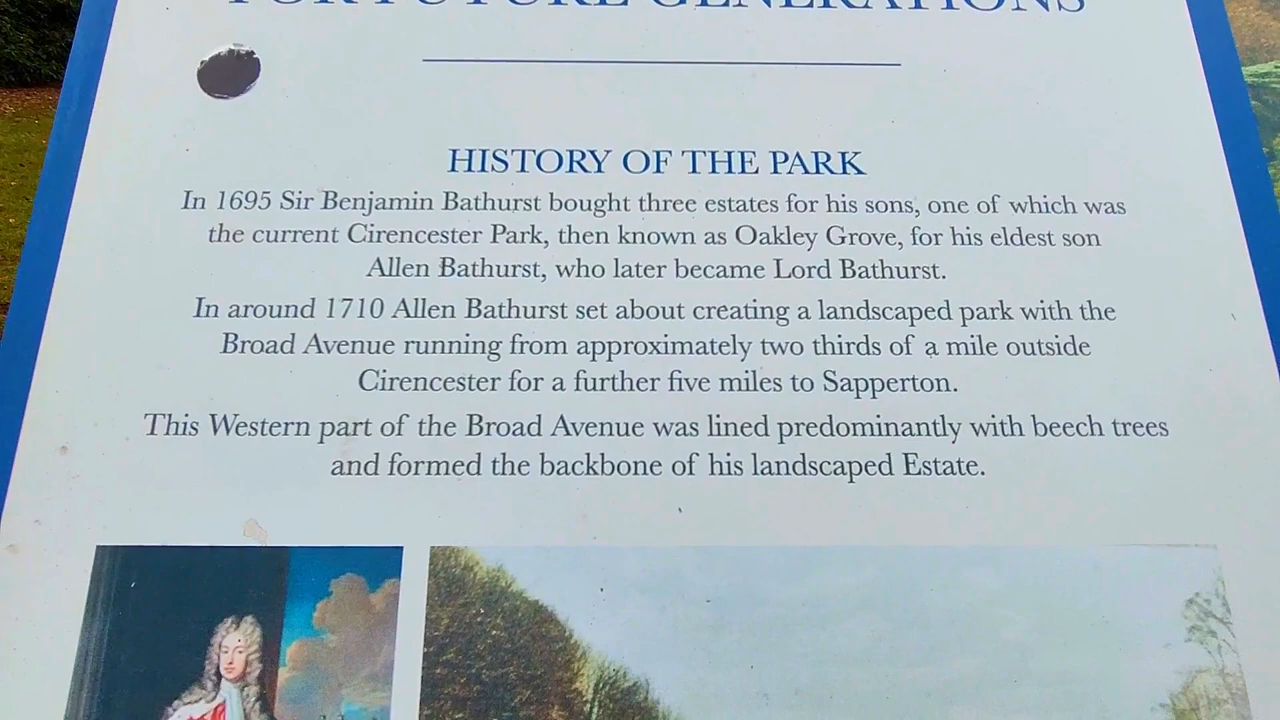 FOR FUTURE GENERATIONS
HISTORY OF THE PARK
In 1695 Sir Benjamin Bathurst bought three estates for his sons, one of which was
the current Cirencester Park, then known as Oakley Grove, for his eldest son
Allen Bathurst, who later became Lord Bathurst.
In around 1710 Allen Bathurst set about creating a landscaped park with the
Broad Avenue running from approximately two thirds of a mile outside
Cirencester for a further five miles to Sapperton.
This Western part of the Broad Avenue was lined predominantly with beech trees
and formed the backbone of his landscaped Estate.